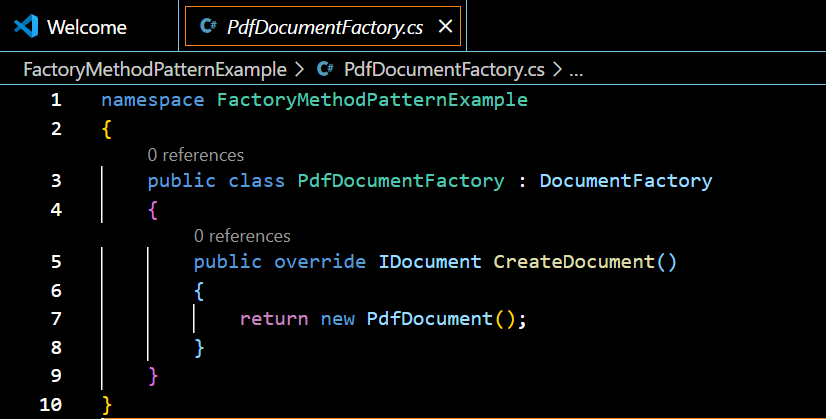 Welcome
C# PdfDocumentFactory.cs ×
FactoryMethodPatternExample > C# PdfDocumentFactory.cs > ...
1 namespace FactoryMethodPatternExample
2 {
0 references
3 public class PdfDocumentFactory : DocumentFactory
4 {
0 references
5 public override IDocument CreateDocument()
6 {
7 return new PdfDocument();
8 }
9 }
10 }